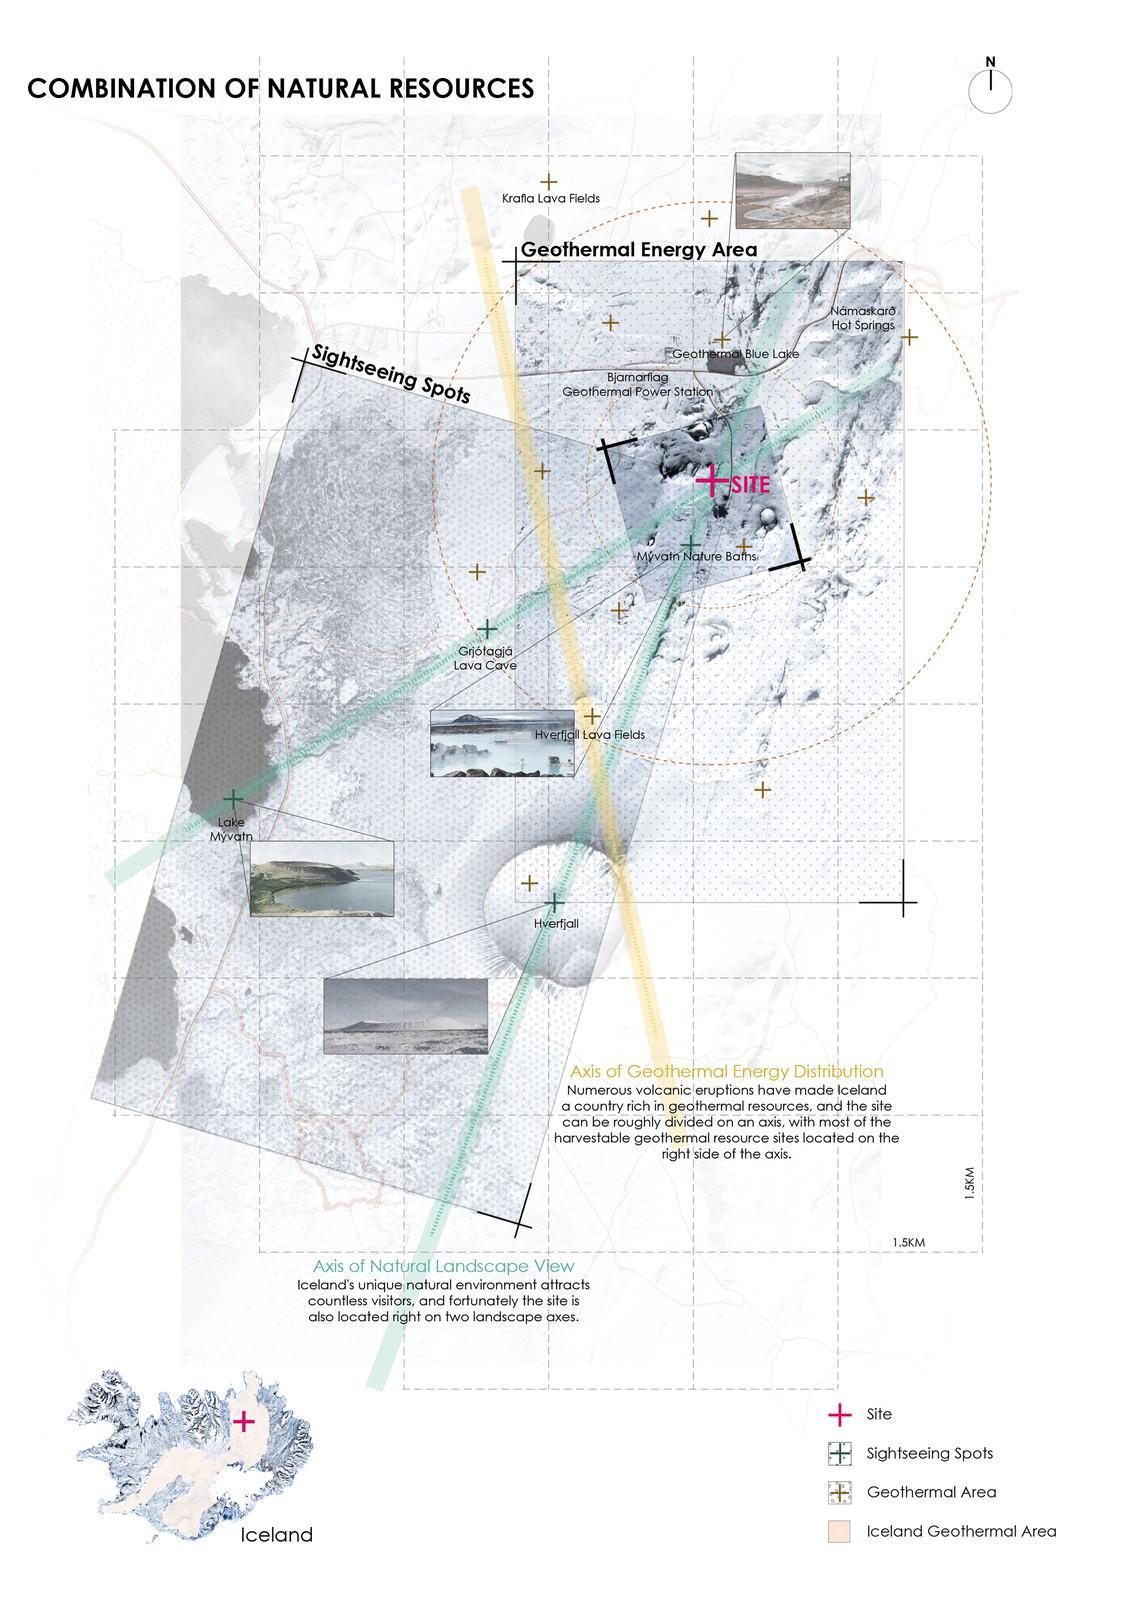 N
COMBINATION OF NATURAL RESOURCES
Krafla Lava Fields
Geothermal Energy Area
Námaskarð
Hot Springs
Geothermal Blue Lake
Sightseeing Spots
Bjarnarflag
Geothermal Power Station
SITE
Mývatn Nature Baths
Grjótagjá
Lava Cave
Hverfjall Lava Fields
Lake
Mývatn
Hverfjall
Axis of Geothermal Energy Distribution
Numerous volcanic eruptions have made Iceland
a country rich in geothermal resources, and the site
can be roughly divided on an axis, with most of the
harvestable geothermal resource sites located on the
right side of the axis.
1.5KM
1.5KM
Axis of Natural Landscape View
Iceland's unique natural environment attracts
countless visitors, and fortunately the site is
also located right on two landscape axes.
Iceland
Site
Sightseeing Spots
Geothermal Area
Iceland Geothermal Area